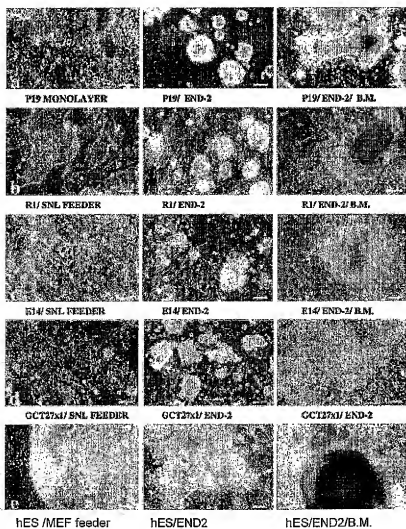 P19 MONOLAYER
P19/ END-2
P19/ END-2/ B.M.
R1/ SNL FEEDER
R1/ END-2
R1/ END-2/ B.M.
E14/ SNL FEEDER
E14/ END-2
E14/ END-2/ B.M.
GCT27x1/ SNL FEEDER
GCT27x1/ END-2
GCT27x1/ END-2
hES /MEF feeder
hES/END2
hES/END2/B.M.